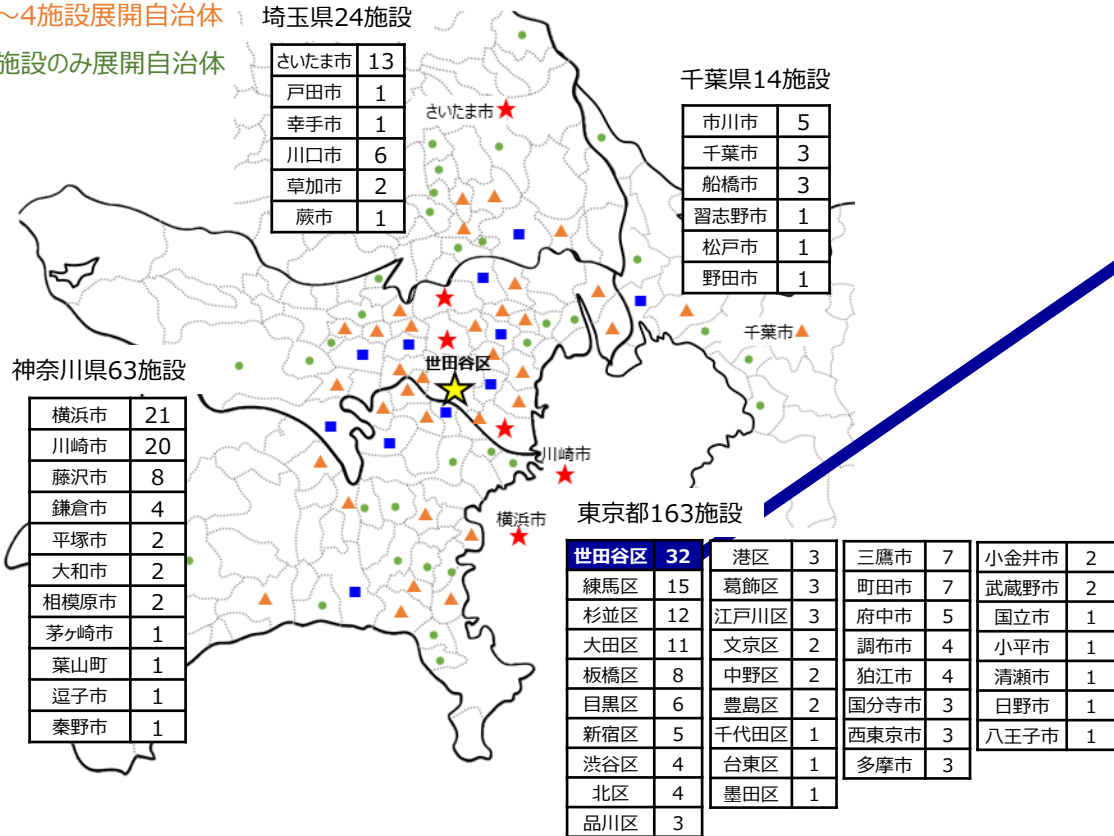 ～4施設展開自治体
施設のみ展開自治体
埼玉県24施設
さいたま市 13
戸田市 1
幸手市 1
川口市 6
草加市 2
蕨市 1
さいたま市
千葉県14施設
市川市 5
千葉市 3
船橋市 3
習志野市 1
松戸市 1
野田市 1
千葉市
世田谷区
神奈川県63施設
横浜市 21
川崎市 20
藤沢市 8
鎌倉市 4
平塚市 2
大和市 2
相模原市 2
茅ヶ崎市 1
葉山町 1
逗子市 1
秦野市 1
川崎市
横浜市
東京都163施設
世田谷区 32
練馬区 15
杉並区 12
大田区 11
板橋区 8
目黒区 6
新宿区 5
渋谷区 4
北区 4
品川区 3
港区 3
葛飾区 3
江戸川区 3
文京区 2
中野区 2
豊島区 2
千代田区 1
台東区 1
墨田区 1
三鷹市 7
町田市 7
府中市 5
調布市 4
狛江市 4
国分寺市 3
西東京市 3
多摩市 3
小金井市 2
武蔵野市 2
国立市 1
小平市 1
清瀬市 1
日野市 1
八王子市 1